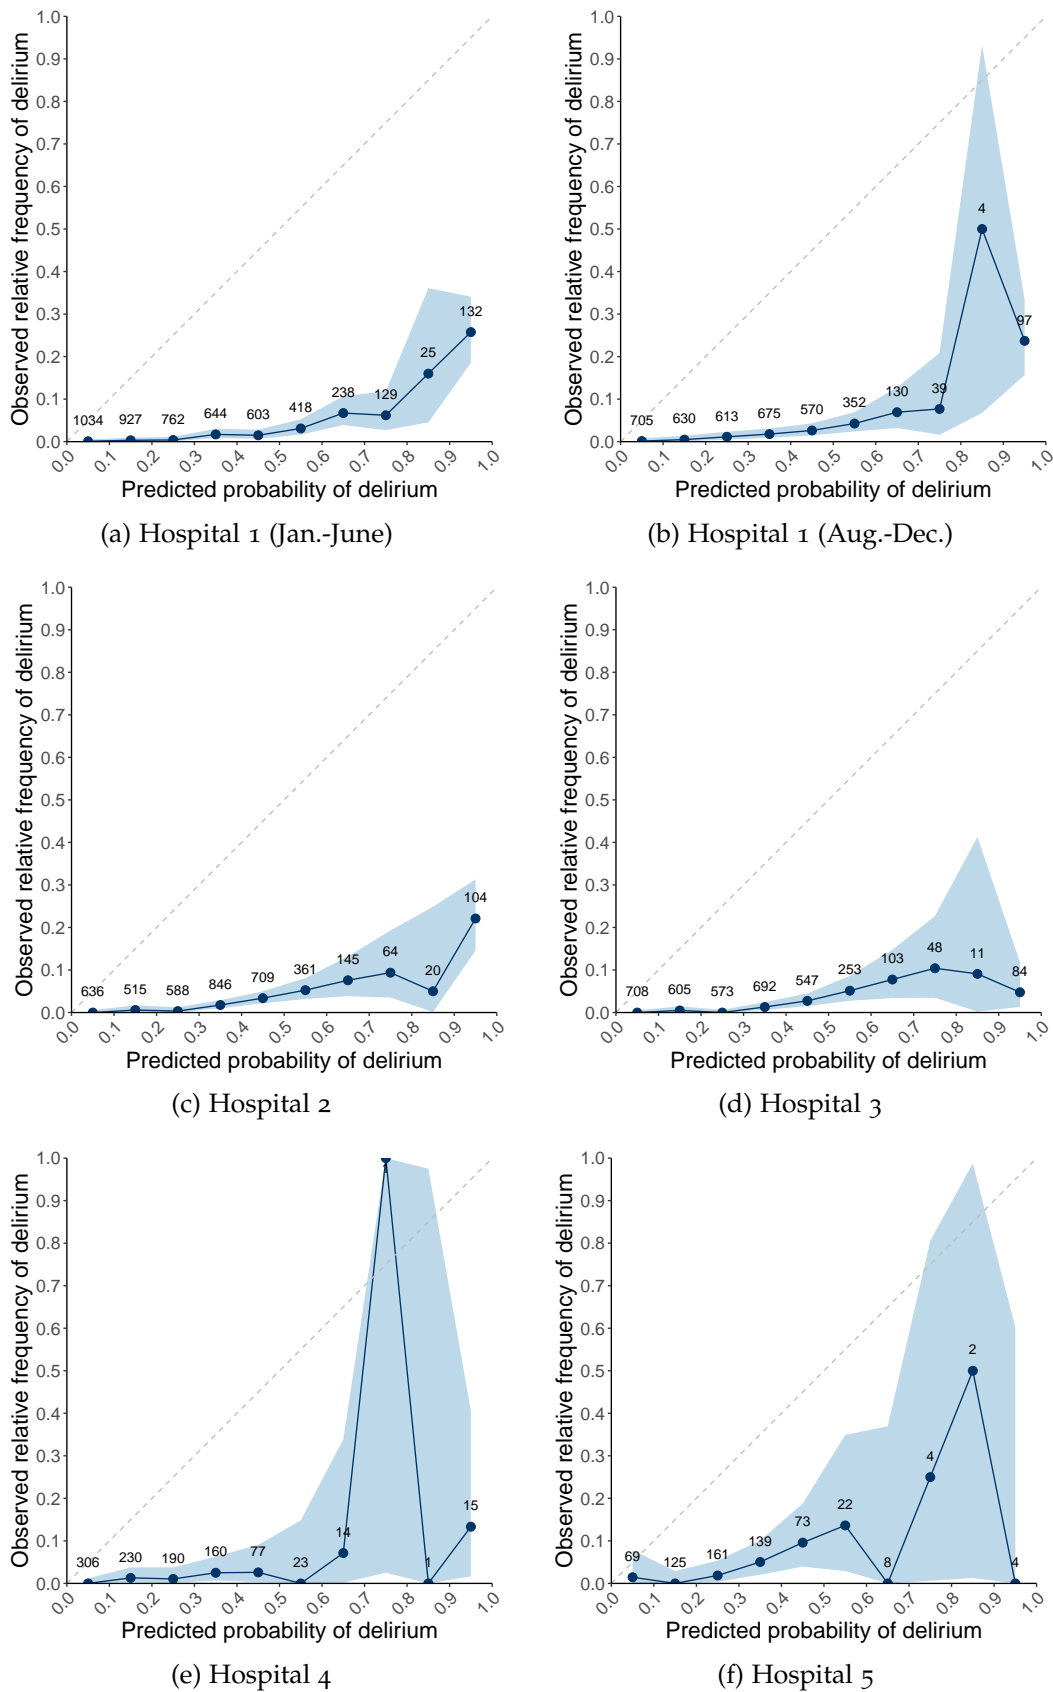 Observed relative frequency of delirium
1.0
0.9
0.8
0.7
0.6
0.5
0.4
0.3
0.2
0.1
0.0
1034 927 762 644 603 418 238 129 25 132
0.0 0.1 0.2 0.3 0.4 0.5 0.6 0.7 0.8 0.9 1.0
Predicted probability of delirium
(a) Hospital 1 (Jan.-June)
Observed relative frequency of delirium
1.0
0.9
0.8
0.7
0.6
0.5
0.4
0.3
0.2
0.1
0.0
705 630 613 675 570 352 130 39 4 97
0.0 0.1 0.2 0.3 0.4 0.5 0.6 0.7 0.8 0.9 1.0
Predicted probability of delirium
(b) Hospital 1 (Aug.-Dec.)
Observed relative frequency of delirium
1.0
0.9
0.8
0.7
0.6
0.5
0.4
0.3
0.2
0.1
0.0
636 515 588 846 709 361 145 64 20 104
0.0 0.1 0.2 0.3 0.4 0.5 0.6 0.7 0.8 0.9 1.0
Predicted probability of delirium
(c) Hospital 2
Observed relative frequency of delirium
1.0
0.9
0.8
0.7
0.6
0.5
0.4
0.3
0.2
0.1
0.0
708 605 573 692 547 253 103 48 11 84
0.0 0.1 0.2 0.3 0.4 0.5 0.6 0.7 0.8 0.9 1.0
Predicted probability of delirium
(d) Hospital 3
Observed relative frequency of delirium
1.0
0.9
0.8
0.7
0.6
0.5
0.4
0.3
0.2
0.1
0.0
306 230 190 160 77 23 14 1 1 15
0.0 0.1 0.2 0.3 0.4 0.5 0.6 0.7 0.8 0.9 1.0
Predicted probability of delirium
(e) Hospital 4
Observed relative frequency of delirium
1.0
0.9
0.8
0.7
0.6
0.5
0.4
0.3
0.2
0.1
0.0
69 125 161 139 73 22 8 4 2 4
0.0 0.1 0.2 0.3 0.4 0.5 0.6 0.7 0.8 0.9 1.0
Predicted probability of delirium
(f) Hospital 5